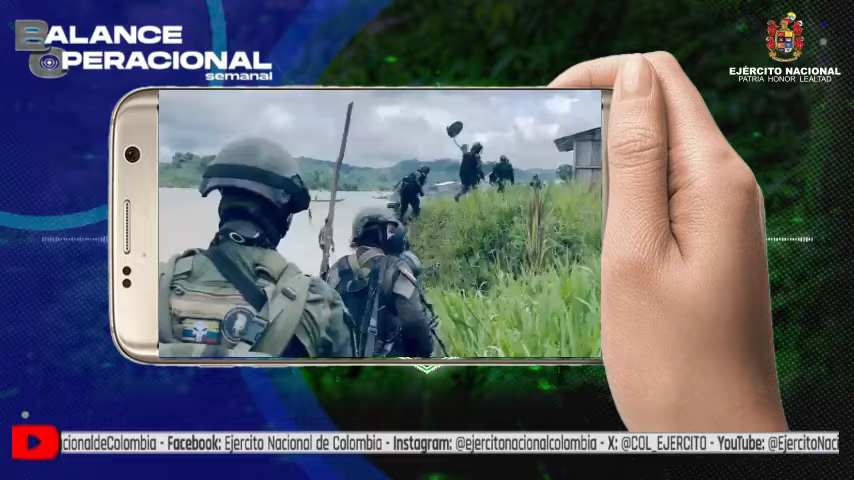 BALANCE
OPERACIONAL
semanal
EJÉRCITO NACIONAL
PATRIA HONOR LEALTAD
cionaldeColombia - Facebook: Ejercito Nacional de Colombia - Instagram: @ejercitonacionalcolombia - X: @COL_EJERCITO - YouTube: @EjercitoNaci